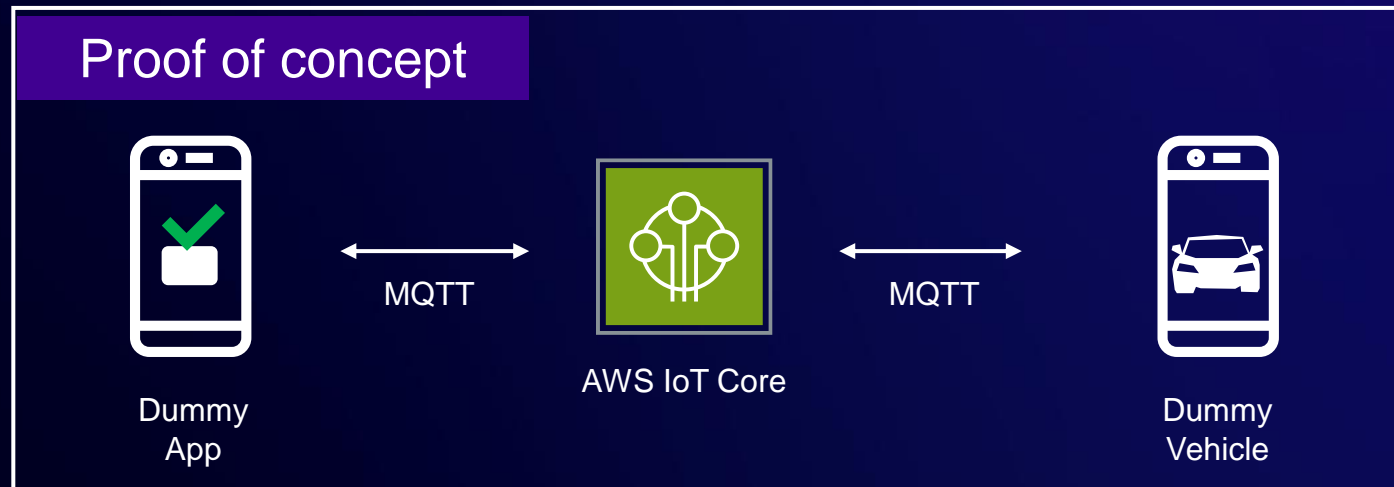 Proof of concept
MQTT
MQTT
AWS IoT Core
Dummy
App
Dummy
Vehicle